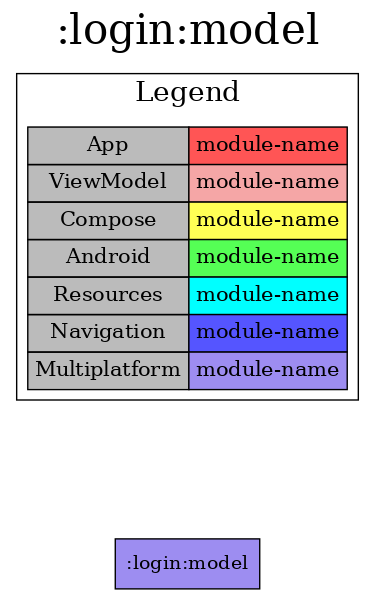 :login:model
Legend
App module-name
ViewModel module-name
Compose module-name
Android module-name
Resources module-name
Navigation module-name
Multiplatform module-name
:login:model